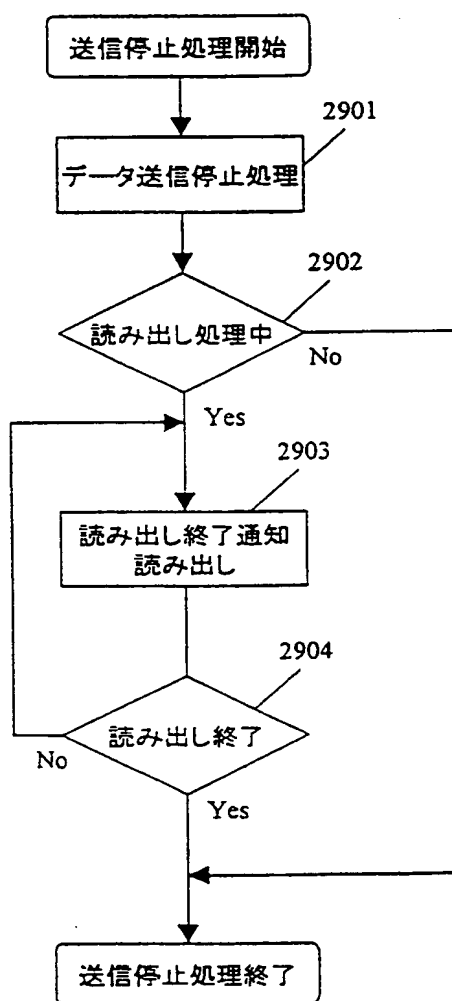 送信停止処理開始
2901
データ送信停止処理
2902
読み出し処理中
No
Yes
2903
読み出し終了通知
読み出し
2904
読み出し終了
No
Yes
送信停止処理終了